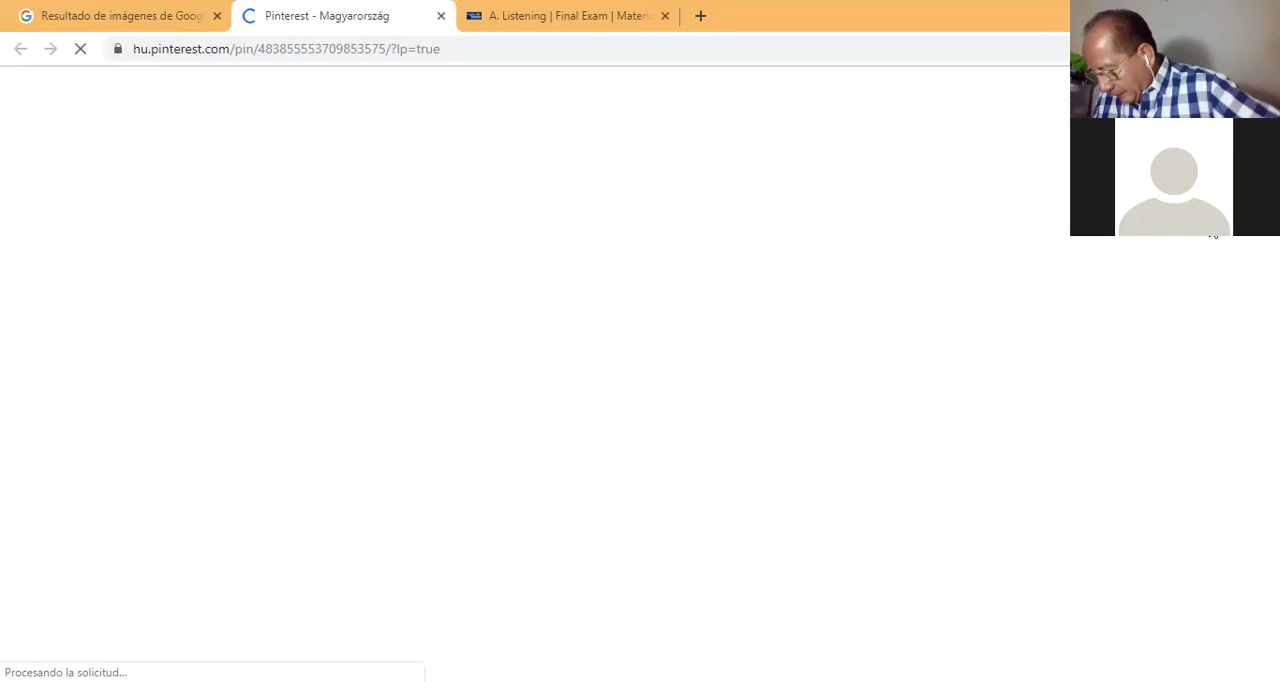 Resultado de imágenes de Goog
Pinterest - Magyarország
A. Listening | Final Exam | Materi
hu.pinterest.com/pin/483855553709853575/?lp=true
Procesando la solicitud...